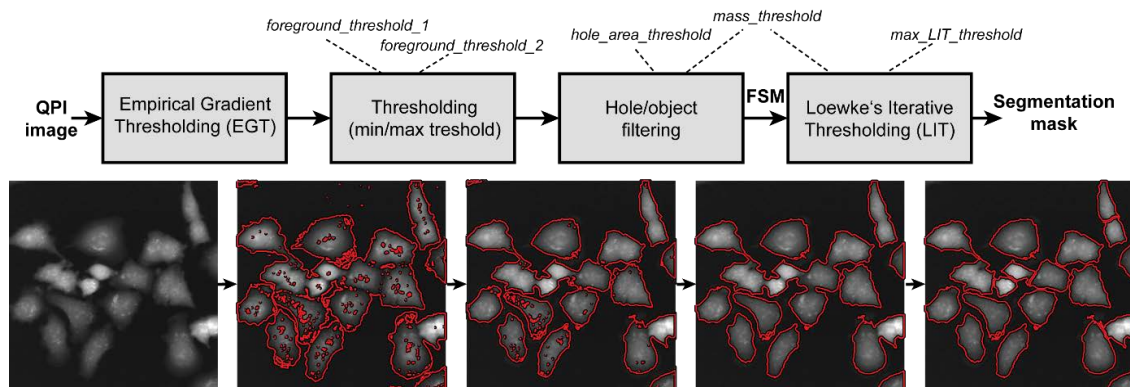 foreground_threshold_1
foreground_threshold_2
hole_area_threshold
mass_threshold
max_LIT_threshold
QPI
image
Empirical Gradient
Thresholding (EGT)
Thresholding
(min/max treshold)
Hole/object
filtering
FSM
Loewke's Iterative
Thresholding (LIT)
Segmentation
mask